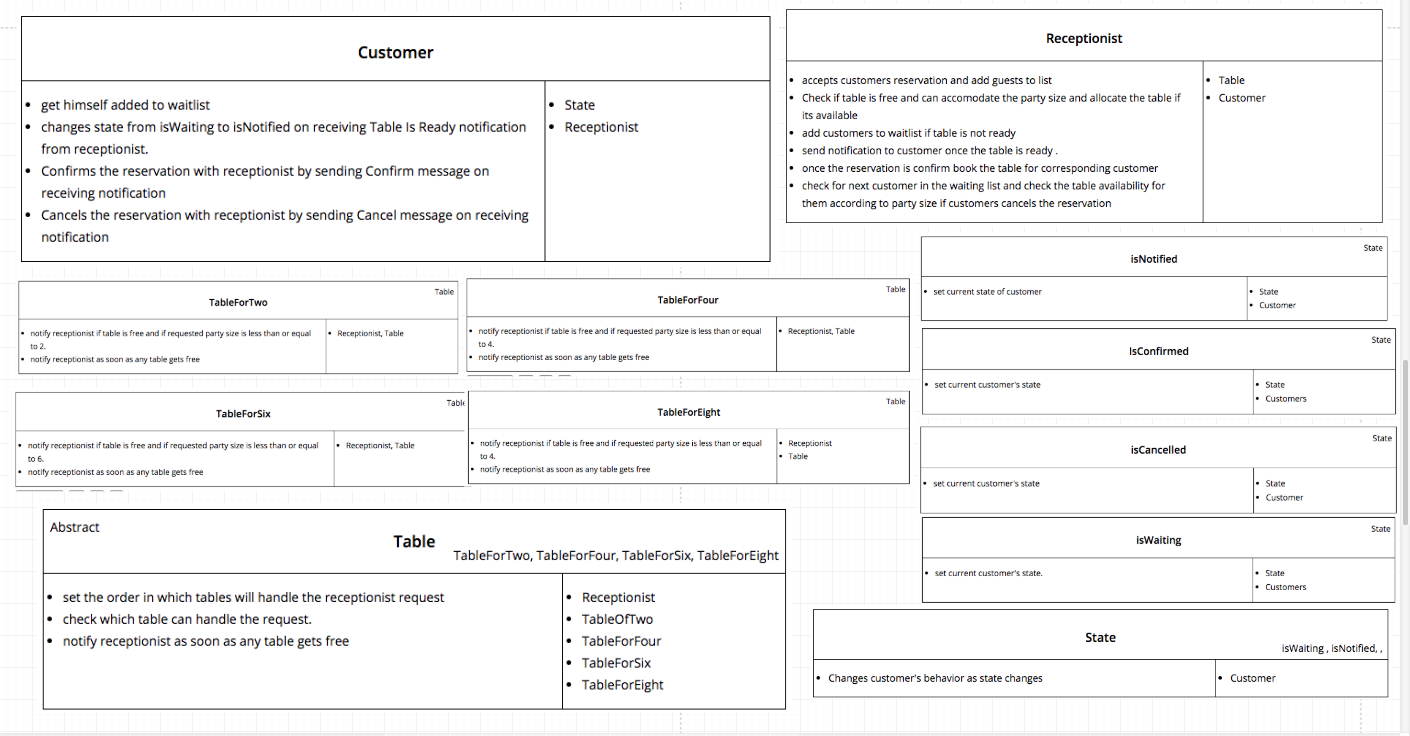 Customer
• get himself added to waitlist
• changes state from isWaiting to isNotified on receiving Table Is Ready notification
from receptionist.
• Confirms the reservation with receptionist by sending Confirm message on
receiving notification
• Cancels the reservation with receptionist by sending Cancel message on receiving
notification
• State
• Receptionist
Receptionist
• accepts customers reservation and add guests to list
• Check if table is free and can accomodate the party size and allocate the table if
its available
• add customers to waitlist if table is not ready
• send notification to customer once the table is ready .
• once the reservation is confirm book the table for corresponding customer
• check for next customer in the waiting list and check the table availability for
them according to party size if customers cancels the reservation
• Table
• Customer
Table
TableForTwo
• notify receptionist if table is free and if requested party size is less than or equal
to 2.
• notify receptionist as soon as any table gets free
• Receptionist, Table
Table
TableForFour
• notify receptionist if table is free and if requested party size is less than or equal
to 4.
• notify receptionist as soon as any table gets free
• Receptionist, Table
Table
TableForSix
• notify receptionist if table is free and if requested party size is less than or equal
to 6.
• notify receptionist as soon as any table gets free
• Receptionist, Table
Table
TableForEight
• notify receptionist if table is free and if requested party size is less than or equal
to 4.
• notify receptionist as soon as any table gets free
• Receptionist
• Table
Abstract
Table
TableForTwo, TableForFour, TableForSix, TableForEight
• set the order in which tables will handle the receptionist request
• check which table can handle the request.
• notify receptionist as soon as any table gets free
• Receptionist
• TableOfTwo
• TableForFour
• TableForSix
• TableForEight
State
isNotified
• set current state of customer
• State
• Customer
State
IsConfirmed
• set current customer's state
• State
• Customers
State
isCancelled
• set current customer's state
• State
• Customer
State
isWaiting
• set current customer's state.
• State
• Customers
State
isWaiting , isNotified, ,
• Changes customer's behavior as state changes
• Customer